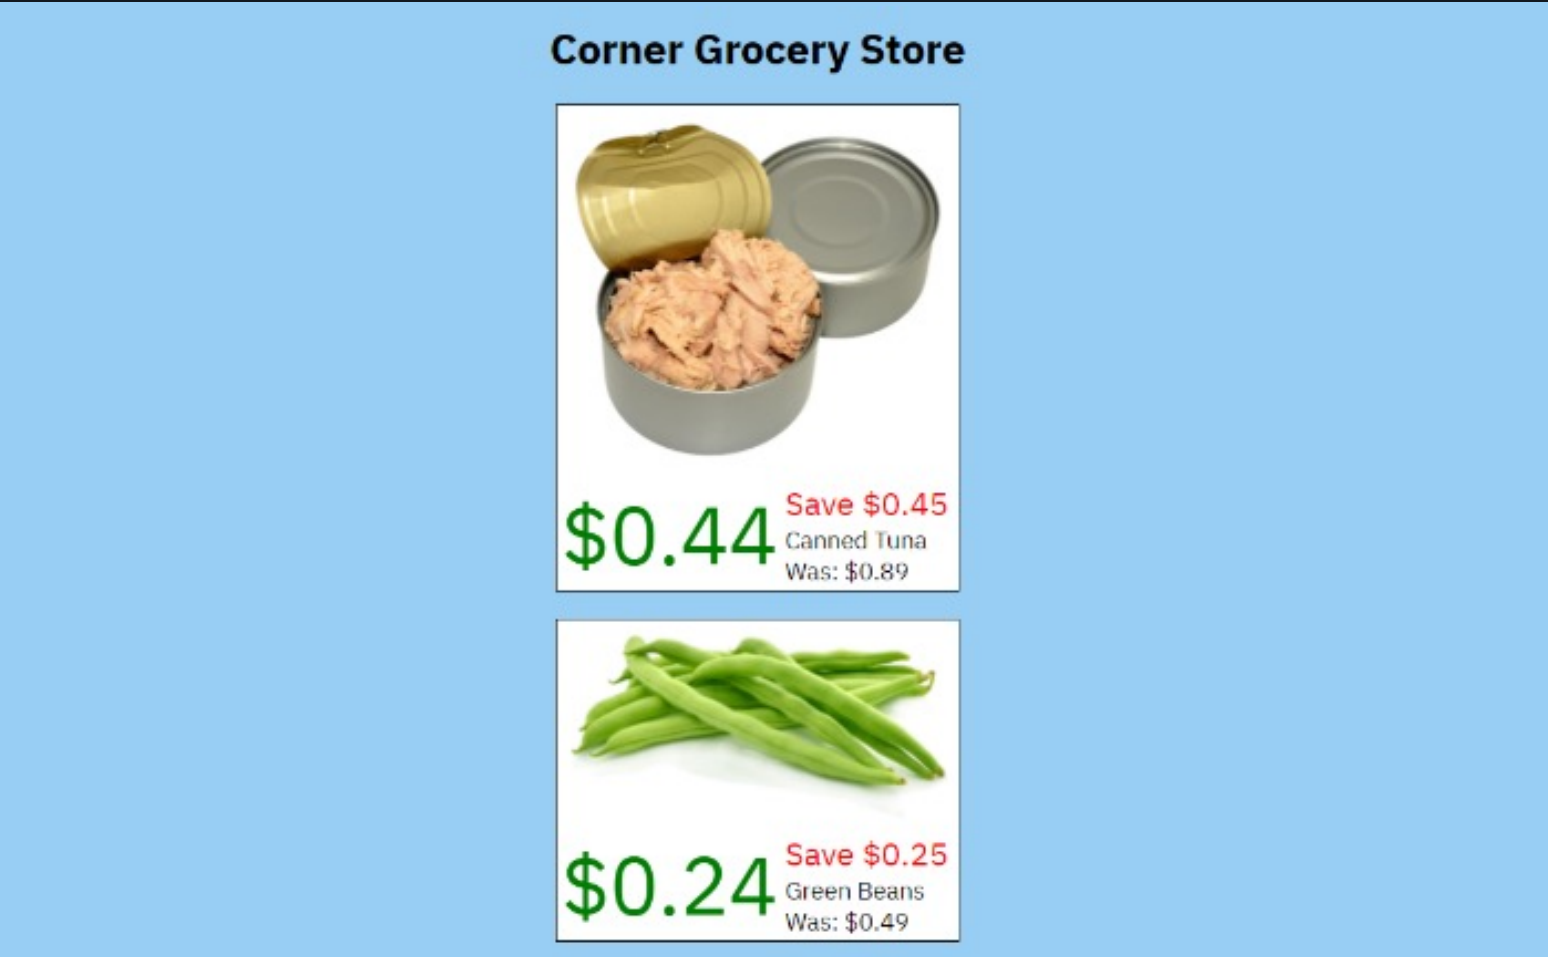 Corner Grocery Store
$0.44
Save $0.45
Canned Tuna
Was: $0.89
$0.24
Save $0.25
Green Beans
Was: $0.49